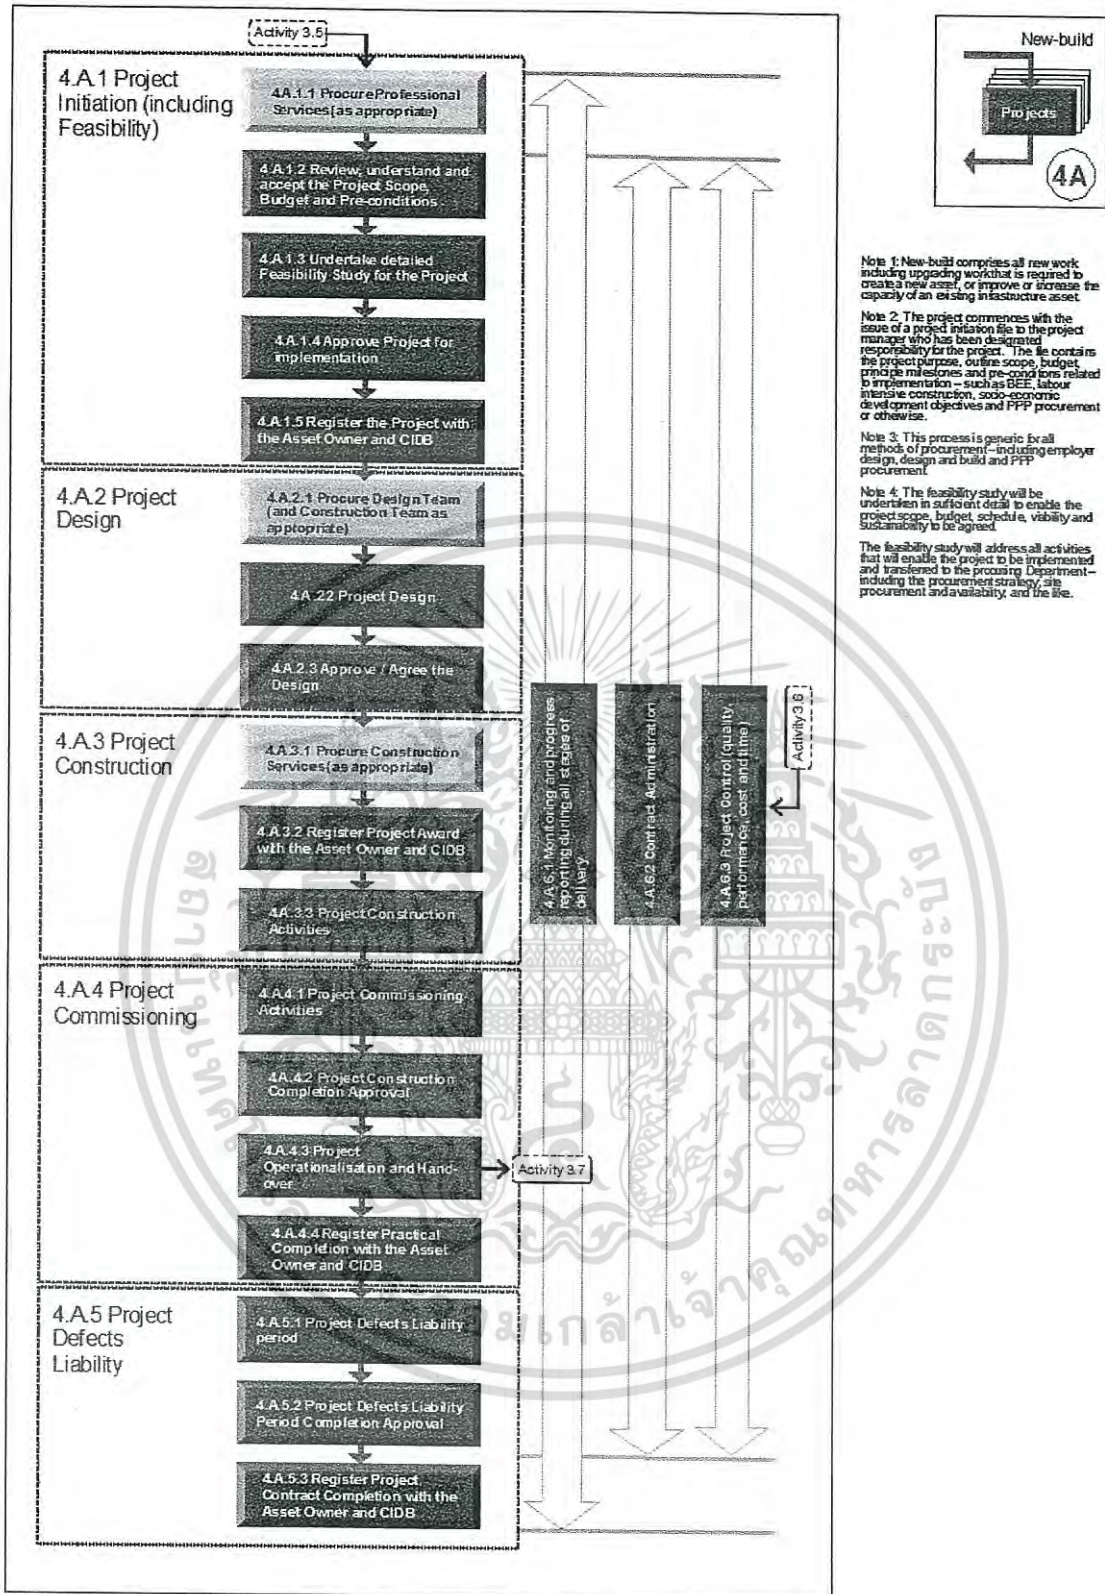 Activity 3.5
4.A.1 Project
Initiation (including
Feasibility)
4.A.1.1 Procure Professional
Services (as appropriate)
4.A.1.2 Review, understand and
accept the Project Scope,
Budget and Pre-conditions
4.A.1.3 Undertake detailed
Feasibility Study for the Project
4.A.1.4 Approve Project for
implementation
4.A.1.5 Register the Project with
the Asset Owner and CIDB
4.A.2 Project
Design
4.A.2.1 Procure Design Team
(and Construction Team as
apptopriate)
4.A.22 Project Design
4.A.2.3 Approve / Agree the
Design
4.A.3 Project
Construction
4.A.3.1 Procure Construction
Services (as appropriate)
4.A.3.2 Register Project Award
with the Asset Owner and CIDB
4A.3.3 Project Construction
Activities
4.A.4 Project
Commissioning
4.A.4.1 Project Commissioning
Activities
4A.4.2 Project Construction
Completion Approval
4.A.4.3 Project
Operationalisation and Hand-
over
4.A.4.4 Register Practical
Completion with the Asset
Owner and CIDB
4.A.5 Project
Defects
Liability
4.A.5.1 Project Defects Liability
period
4.A.5.2 Project Defects Liability
Period Completion Approval
4.A.5.3 Register Project
Contract Completion with the
Asset Owner and CIDB
4.A.6.1 Monitoring and progress
reporting during all stages of
delivery
4.A.6.2 Contract Administration
4.A.6.3 Project Control (quality,
performance, cost and time)
Activity 3.6
Activity 3.7
New-build
Projects
4A
Note 1: New-build comprises all new work
including upgrading work that is required to
create a new asset, or improve or increase the
capacity of an existing infrastructure asset.
Note 2: The project commences with the
issue of a project initiation file to the project
manager who has been designated
responsibility for the project. The file contains
the project purpose, outline scope, budget,
principle milestones and pre-conditions related
to implementation – such as BEE, labour
intensive construction, socio-economic
development objectives and PPP procurement
or otherwise.
Note 3: This process is generic for all
methods of procurement – including employer
design, design and build and PPP
procurement
Note 4: The feasibility study will be
undertaken in sufficient detail to enable the
project scope, budget, schedule, viability and
sustainability to be agreed.
The feasibility study will address all activities
that will enable the project to be implemented
and transferred to the procuring Department –
including the procurement strategy, site
procurement and availability, and the like.